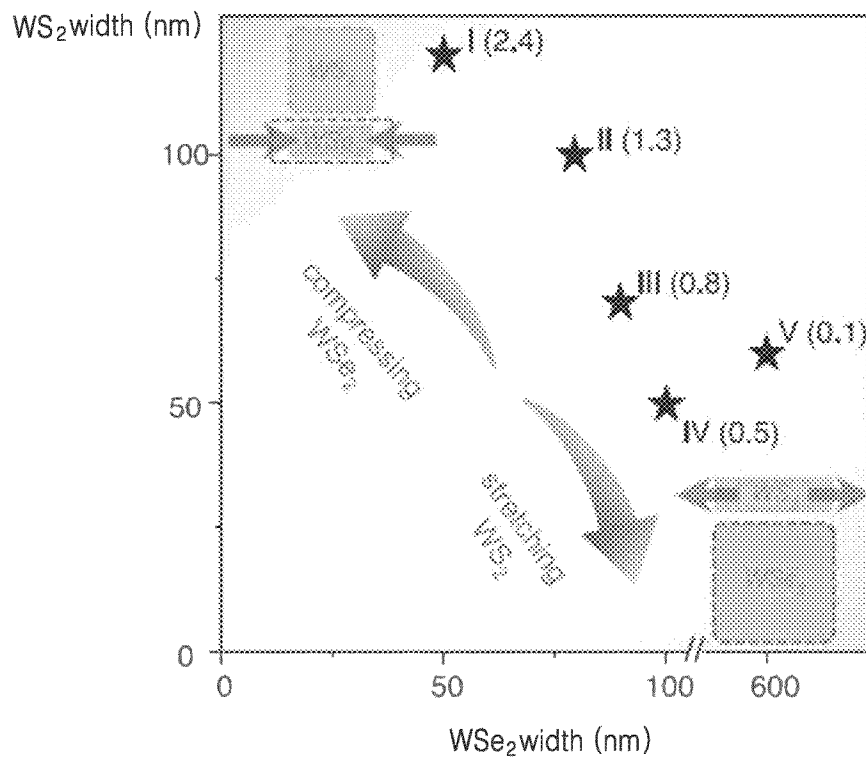 WS₂ width (nm)
I (2.4)
100
II (1.3)
compressing
WSe₂
III (0.8)
V (0.1)
50
IV (0.5)
stretching
WS₂
0
0
50
100
600
WSe₂ width (nm)